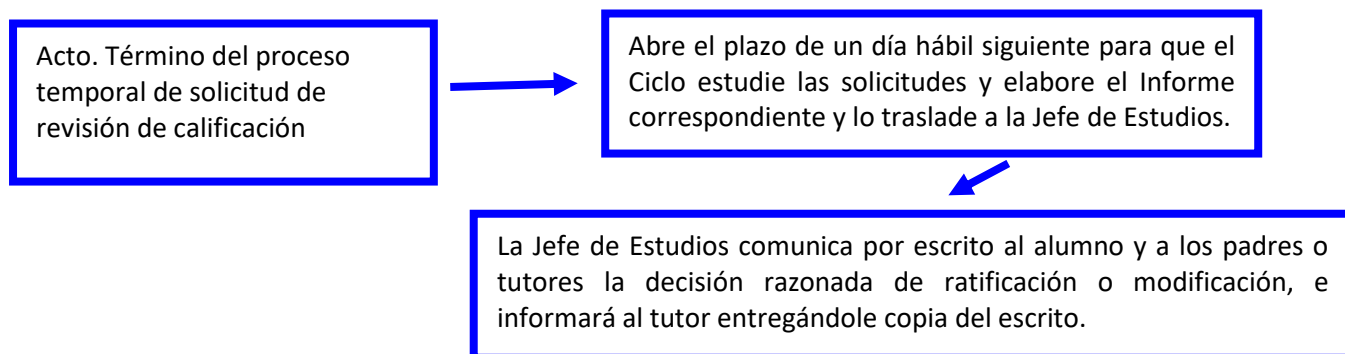 Acto. Término del proceso
temporal de solicitud de
revisión de calificación
Abre el plazo de un día hábil siguiente para que el
Ciclo estudie las solicitudes y elabore el Informe
correspondiente y lo traslade a la Jefe de Estudios.
La Jefe de Estudios comunica por escrito al alumno y a los padres o
tutores la decisión razonada de ratificación o modificación, e
informará al tutor entregándole copia del escrito.